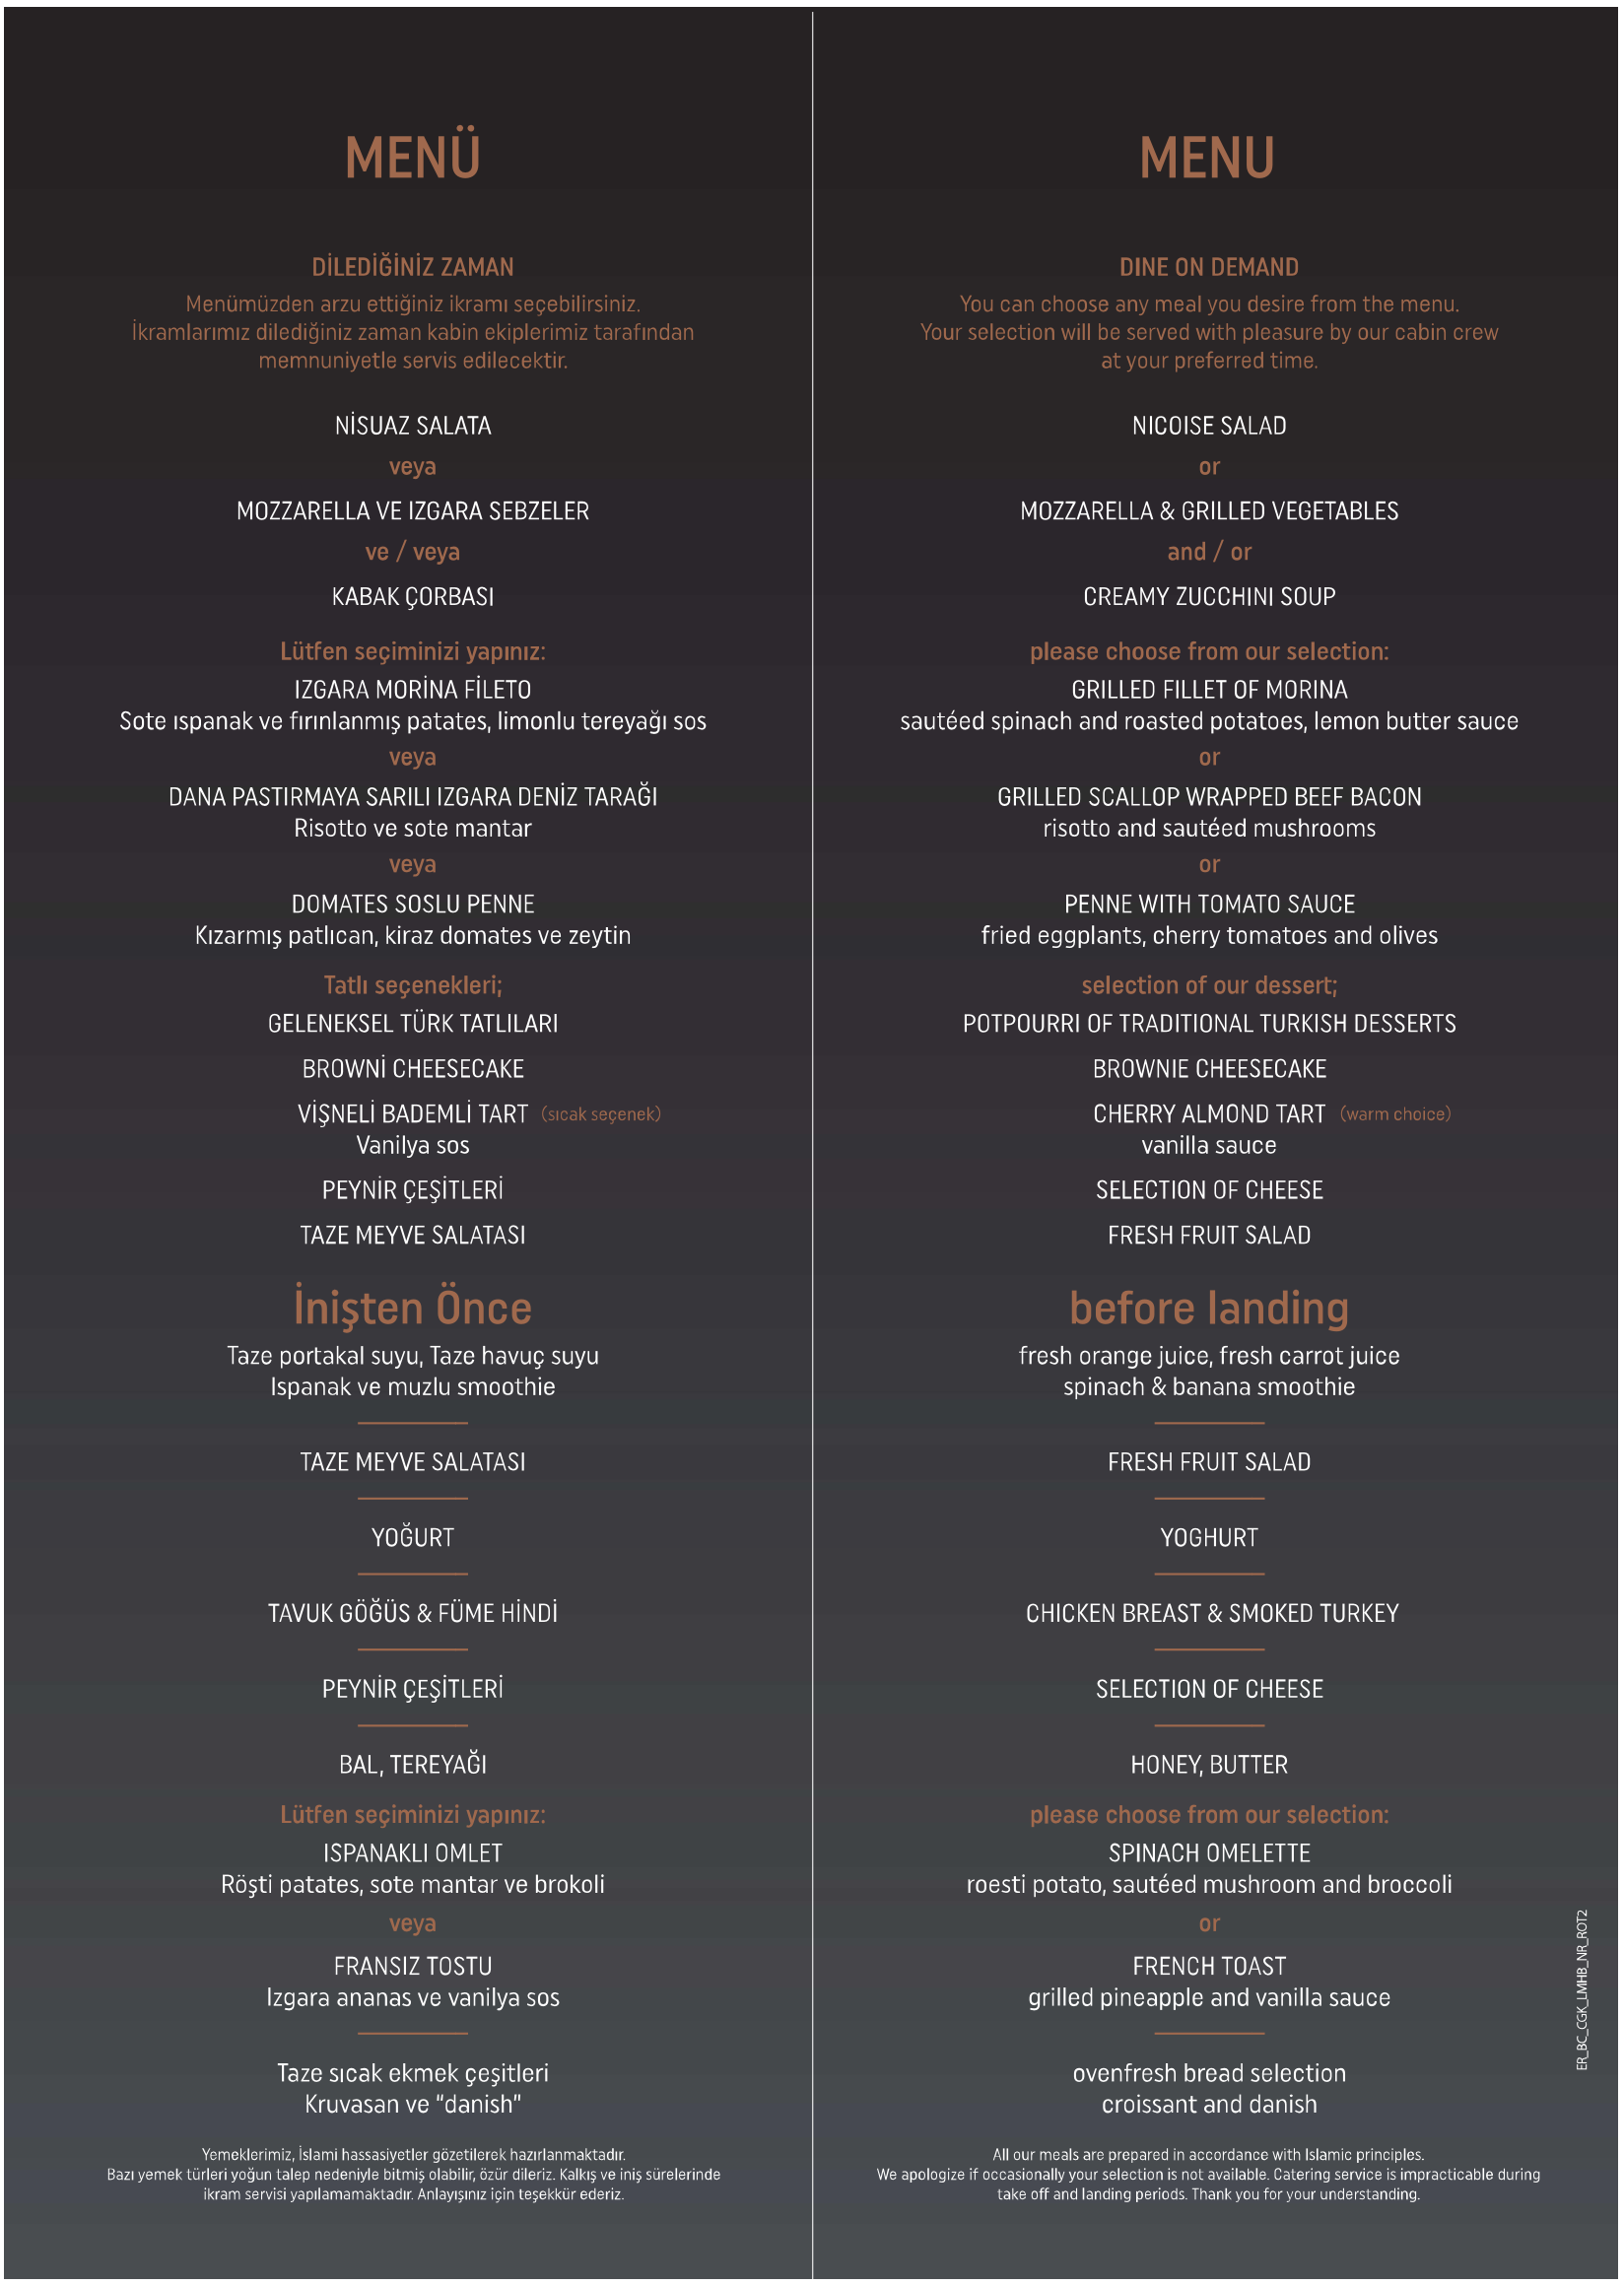 MENÜ
DİLEDİĞİNİZ ZAMAN
Menümüzden arzu ettiğiniz ikramı seçebilirsiniz.
İkramlarımız dilediğiniz zaman kabin ekiplerimiz tarafından
memnuniyetle servis edilecektir.
NİSUAZ SALATA
veya
MOZZARELLA VE IZGARA SEBZELER
ve / veya
KABAK ÇORBASI
Lütfen seçiminizi yapınız:
IZGARA MORİNA FİLETO
Sote ıspanak ve fırınlanmış patates, limonlu tereyağı sos
veya
DANA PASTIRMAYA SARILI IZGARA DENİZ TARAĞI
Risotto ve sote mantar
veya
DOMATES SOSLU PENNE
Kızarmış patlıcan, kiraz domates ve zeytin
Tatlı seçenekleri;
GELENEKSEL TÜRK TATLILARI
BROWNİ CHEESECAKE
VİŞNELİ BADEMLİ TART (sıcak seçenek)
Vanilya sos
PEYNİR ÇEŞİTLERİ
TAZE MEYVE SALATASI
İnişten Önce
Taze portakal suyu, Taze havuç suyu
Ispanak ve muzlu smoothie
TAZE MEYVE SALATASI
YOĞURT
TAVUK GÖĞÜS & FÜME HİNDİ
PEYNİR ÇEŞİTLERİ
BAL, TEREYAĞI
Lütfen seçiminizi yapınız:
ISPANAKLI OMLET
Röşti patates, sote mantar ve brokoli
veya
FRANSIZ TOSTU
Izgara ananas ve vanilya sos
Taze sıcak ekmek çeşitleri
Kruvasan ve “danish”
Yemeklerimiz, İslami hassasiyetler gözetilerek hazırlanmaktadır.
Bazı yemek türleri yoğun talep nedeniyle bitmiş olabilir, özür dileriz. Kalkış ve iniş sürelerinde
ikram servisi yapılamamaktadır. Anlayışınız için teşekkür ederiz.
MENU
DINE ON DEMAND
You can choose any meal you desire from the menu.
Your selection will be served with pleasure by our cabin crew
at your preferred time.
NICOISE SALAD
or
MOZZARELLA & GRILLED VEGETABLES
and / or
CREAMY ZUCCHINI SOUP
please choose from our selection:
GRILLED FILLET OF MORINA
sautéed spinach and roasted potatoes, lemon butter sauce
or
GRILLED SCALLOP WRAPPED BEEF BACON
risotto and sautéed mushrooms
or
PENNE WITH TOMATO SAUCE
fried eggplants, cherry tomatoes and olives
selection of our dessert;
POTPOURRI OF TRADITIONAL TURKISH DESSERTS
BROWNIE CHEESECAKE
CHERRY ALMOND TART (warm choice)
vanilla sauce
SELECTION OF CHEESE
FRESH FRUIT SALAD
before landing
fresh orange juice, fresh carrot juice
spinach & banana smoothie
FRESH FRUIT SALAD
YOGHURT
CHICKEN BREAST & SMOKED TURKEY
SELECTION OF CHEESE
HONEY, BUTTER
please choose from our selection:
SPINACH OMELETTE
roesti potato, sautéed mushroom and broccoli
or
FRENCH TOAST
grilled pineapple and vanilla sauce
ovenfresh bread selection
croissant and danish
All our meals are prepared in accordance with Islamic principles.
We apologize if occasionally your selection is not available. Catering service is impracticable during
take off and landing periods. Thank you for your understanding.
ER_BC_CGK_LMHB_NR_ROT2